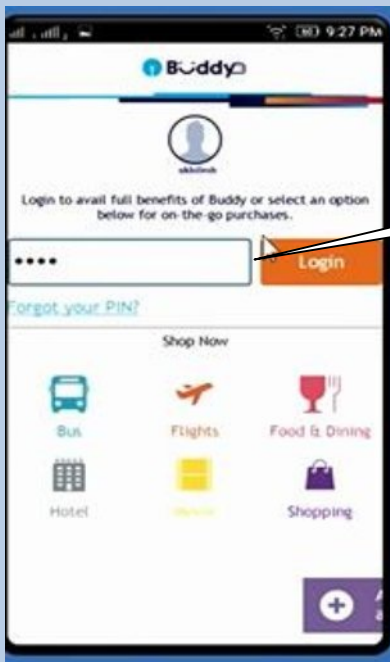 9:27 PM
Buddy
Login to avail full benefits of Buddy or select an option
below for on-the-go purchases.
Login
Forgot your PIN?
Shop Now
Bus Flights Food & Dining
Hotel Shopping